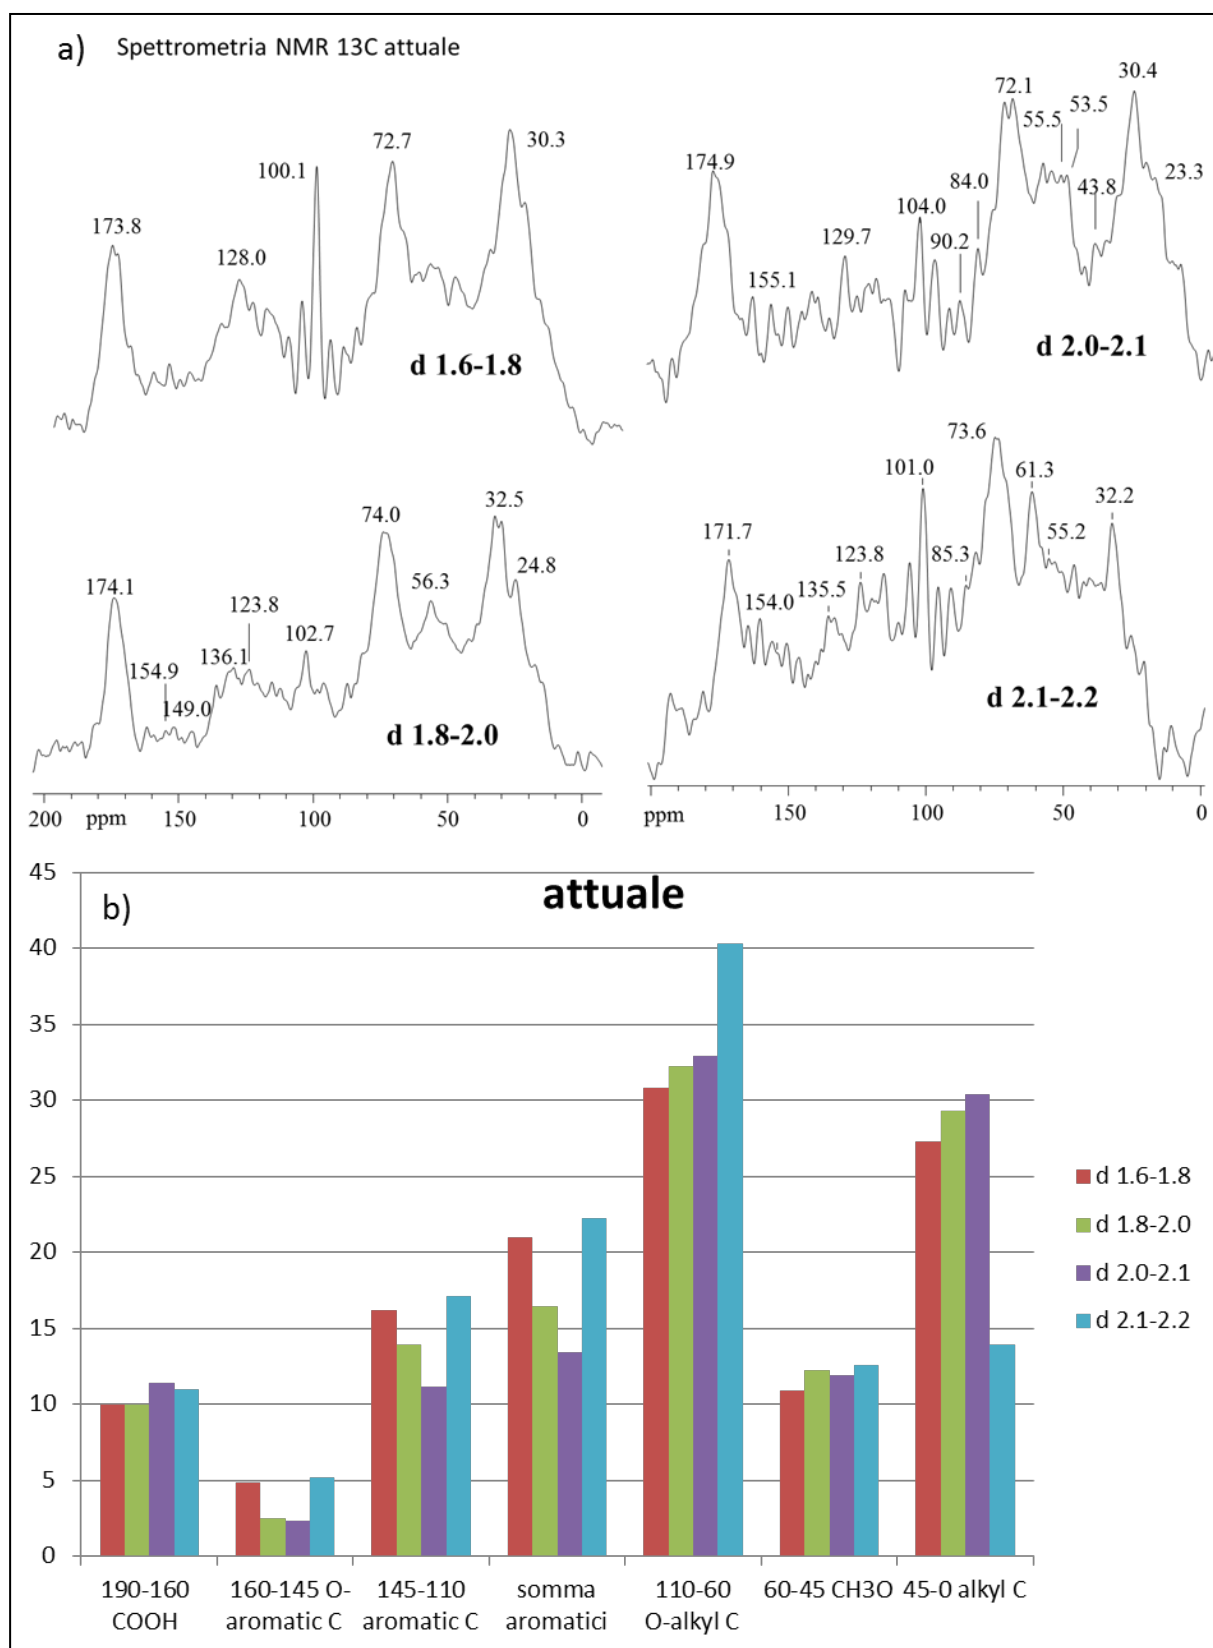 a) Spettrometria NMR 13C attuale
173.8
128.0
100.1
72.7
30.3
d 1.6-1.8
174.9
155.1
129.7
104.0
90.2
84.0
72.1
55.5
53.5
43.8
30.4
23.3
d 2.0-2.1
174.1
154.9
149.0
136.1
123.8
102.7
74.0
56.3
32.5
24.8
d 1.8-2.0
171.7
154.0
135.5
123.8
101.0
85.3
73.6
61.3
55.2
32.2
d 2.1-2.2
200 ppm 150 100 50 0
ppm 150 100 50 0
b) attuale
45
40
35
30
25
20
15
10
5
0
190-160 COOH
160-145 O-aromatic C
145-110 aromatic C
somma aromatici
110-60 O-alkyl C
60-45 CH3O
45-0 alkyl C
d 1.6-1.8
d 1.8-2.0
d 2.0-2.1
d 2.1-2.2